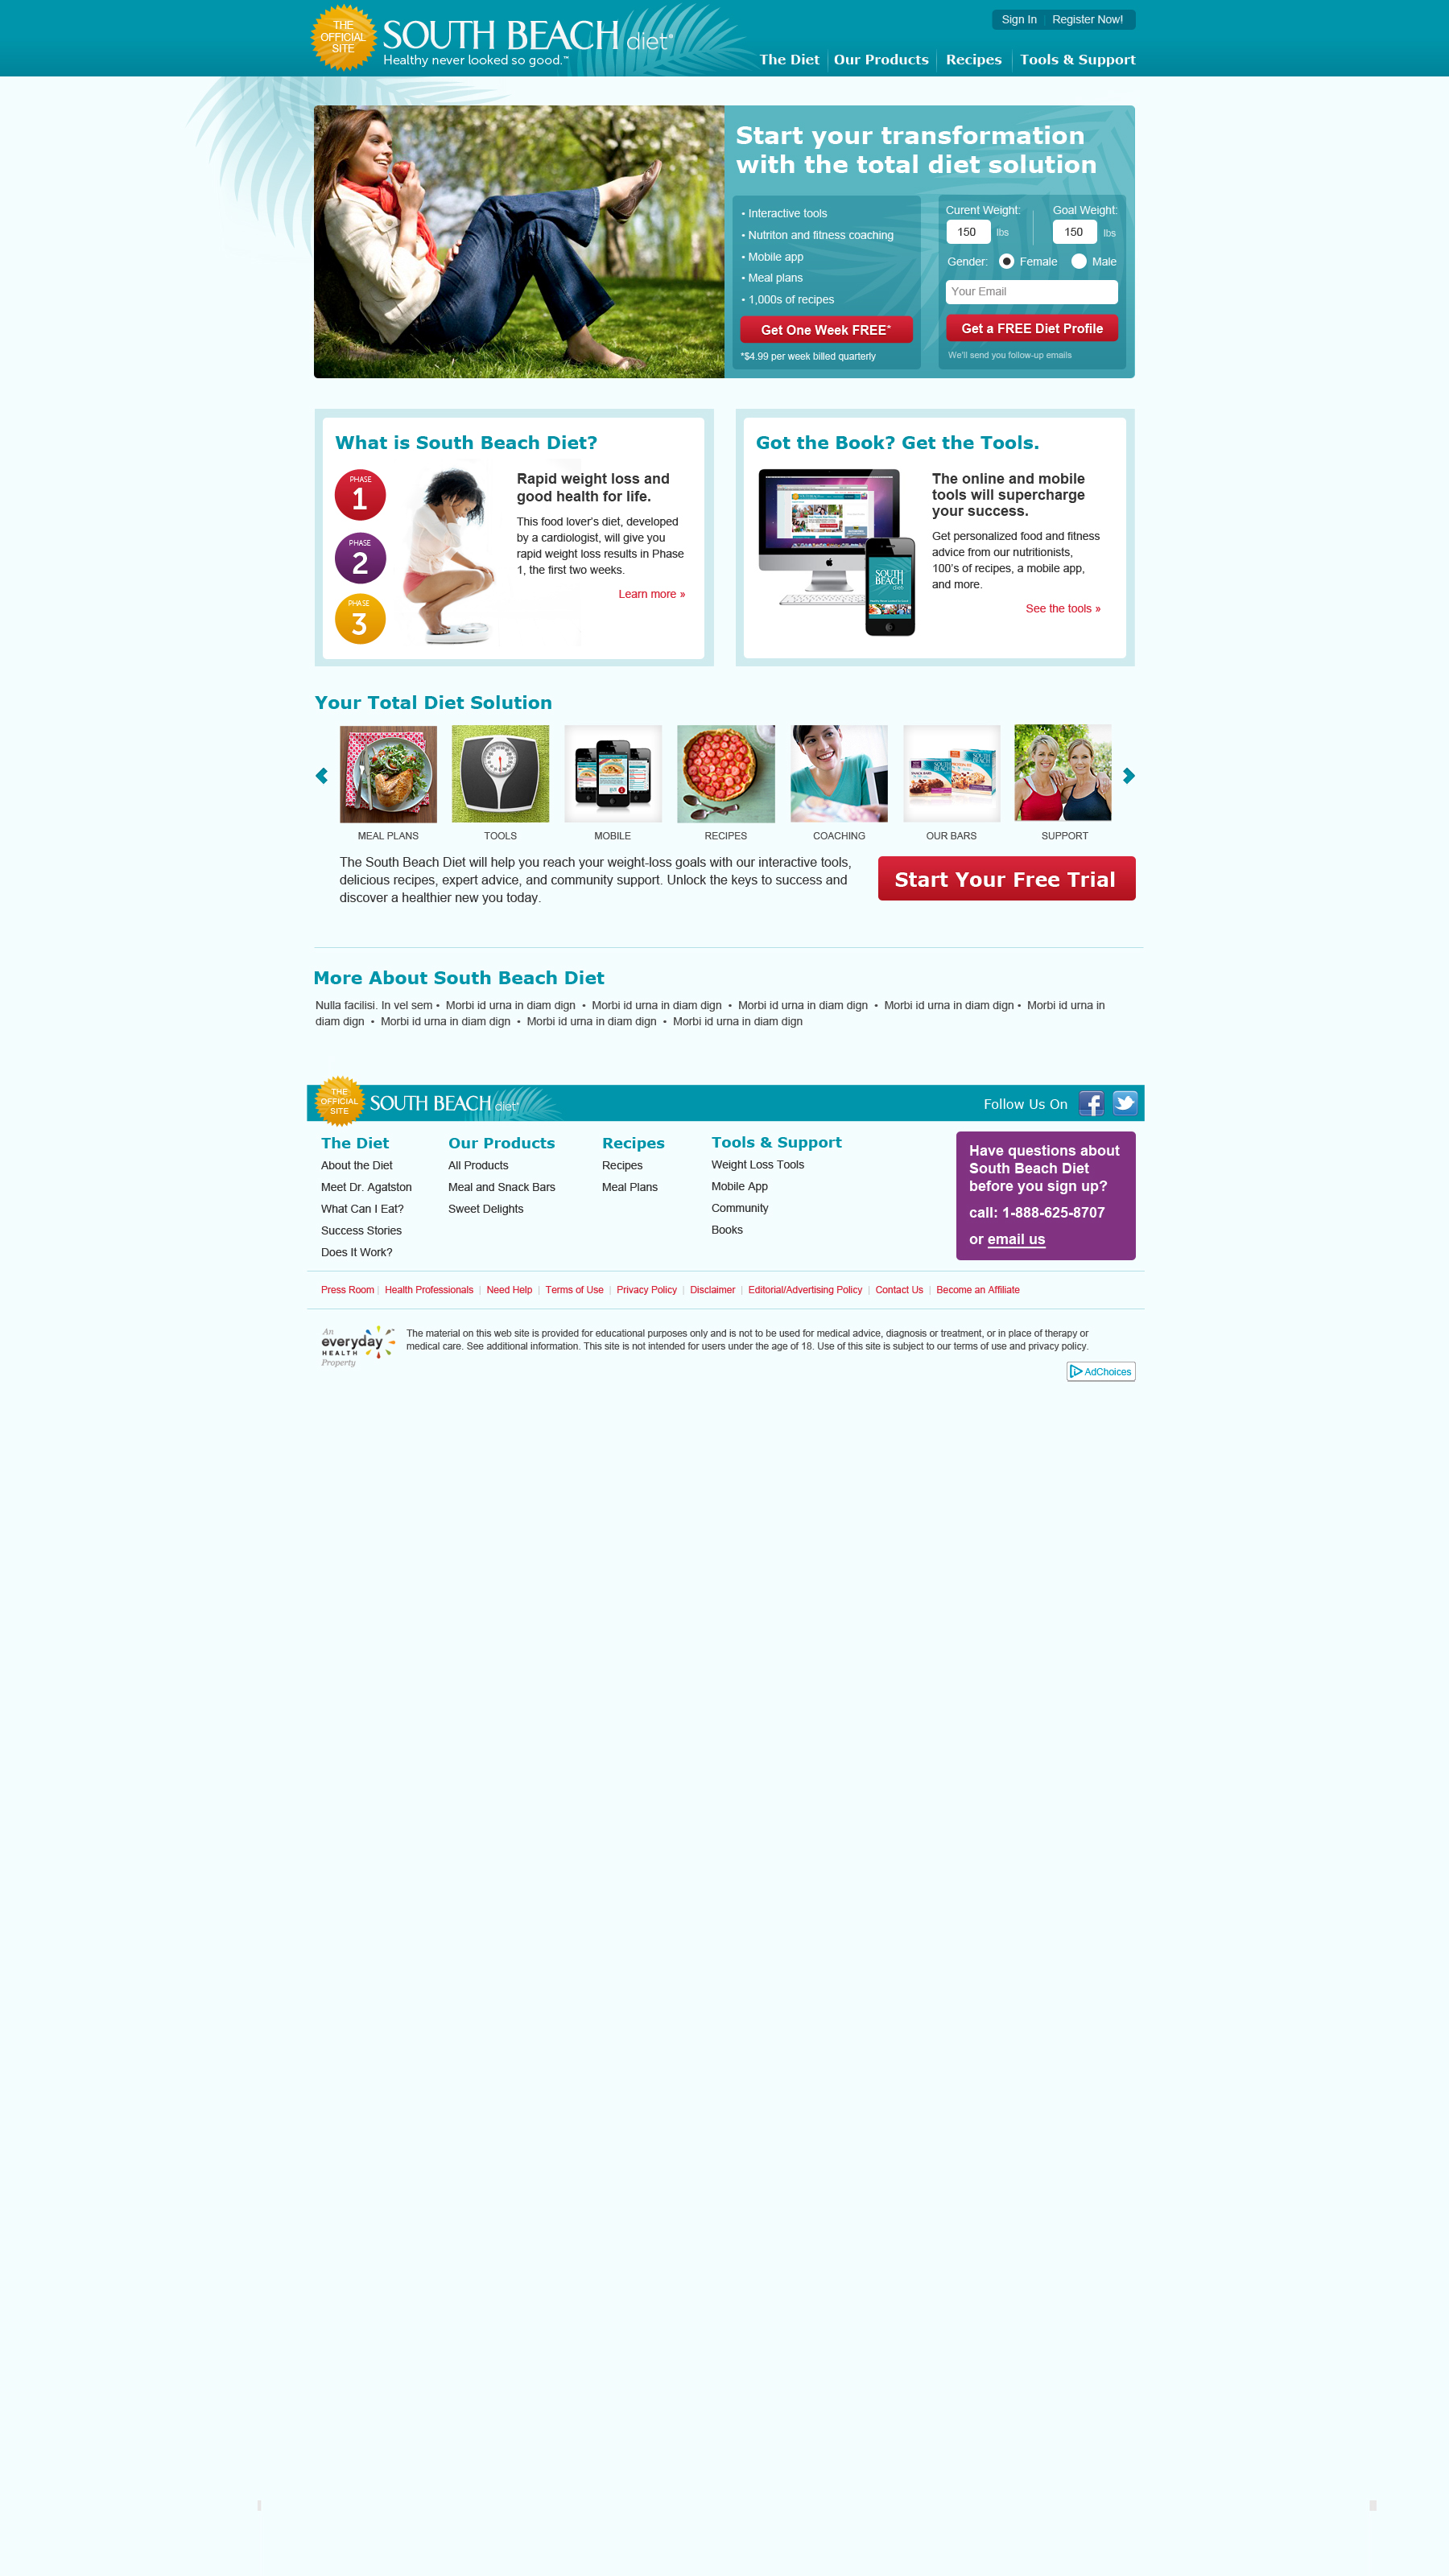 THE
OFFICIAL
SITE
SOUTH BEACH diet®
Healthy never looked so good.™
Sign In | Register Now!
The Diet | Our Products | Recipes | Tools & Support
Start your transformation
with the total diet solution
• Interactive tools
• Nutriton and fitness coaching
• Mobile app
• Meal plans
• 1,000s of recipes
Get One Week FREE*
*$4.99 per week billed quarterly
Curent Weight: Goal Weight:
150 lbs 150 lbs
Gender: Female Male
Your Email
Get a FREE Diet Profile
We'll send you follow-up emails
What is South Beach Diet?
PHASE
1
PHASE
2
PHASE
3
Rapid weight loss and
good health for life.
This food lover's diet, developed
by a cardiologist, will give you
rapid weight loss results in Phase
1, the first two weeks.
Learn more »
Got the Book? Get the Tools.
SOUTH
BEACH
diet
The online and mobile
tools will supercharge
your success.
Get personalized food and fitness
advice from our nutritionists,
100's of recipes, a mobile app,
and more.
See the tools »
Your Total Diet Solution
MEAL PLANS TOOLS MOBILE RECIPES COACHING OUR BARS SUPPORT
The South Beach Diet will help you reach your weight-loss goals with our interactive tools,
delicious recipes, expert advice, and community support. Unlock the keys to success and
discover a healthier new you today.
Start Your Free Trial
More About South Beach Diet
Nulla facilisi. In vel sem • Morbi id urna in diam dign • Morbi id urna in diam dign • Morbi id urna in diam dign • Morbi id urna in diam dign • Morbi id urna in
diam dign • Morbi id urna in diam dign • Morbi id urna in diam dign • Morbi id urna in diam dign
THE
OFFICIAL
SITE
SOUTH BEACH diet®
Follow Us On
The Diet
About the Diet
Meet Dr. Agatston
What Can I Eat?
Success Stories
Does It Work?
Our Products
All Products
Meal and Snack Bars
Sweet Delights
Recipes
Recipes
Meal Plans
Tools & Support
Weight Loss Tools
Mobile App
Community
Books
Have questions about
South Beach Diet
before you sign up?
call: 1-888-625-8707
or email us
Press Room | Health Professionals | Need Help | Terms of Use | Privacy Policy | Disclaimer | Editorial/Advertising Policy | Contact Us | Become an Affiliate
An
everyday
HEALTH
Property
The material on this web site is provided for educational purposes only and is not to be used for medical advice, diagnosis or treatment, or in place of therapy or
medical care. See additional information. This site is not intended for users under the age of 18. Use of this site is subject to our terms of use and privacy policy.
AdChoices